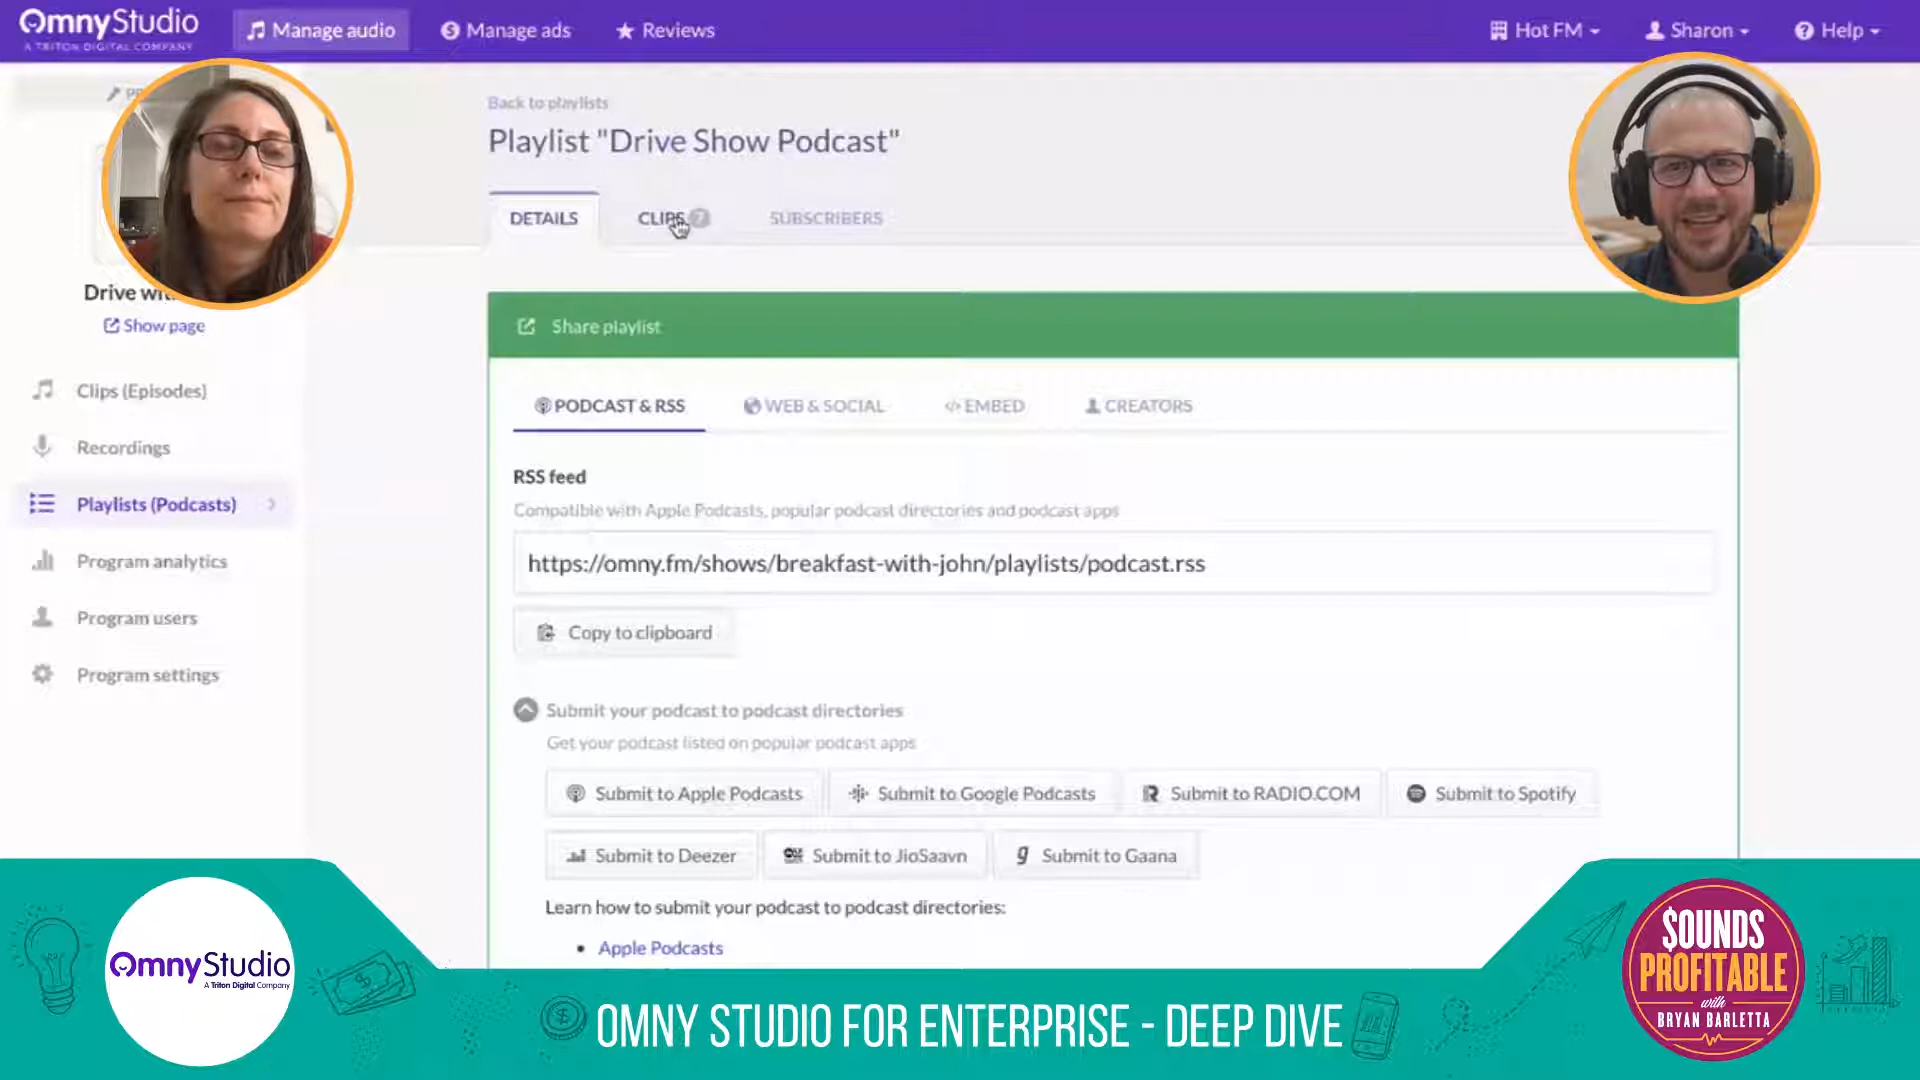 OmnyStudio
A TRITON DIGITAL COMPANY
Manage audio
Manage ads
Reviews
Hot FM
Sharon
Help
Back to playlists
Playlist "Drive Show Podcast"
DETAILS
CLIPS
SUBSCRIBERS
Drive
Show page
Clips (Episodes)
Recordings
Playlists (Podcasts)
Program analytics
Program users
Program settings
Share playlist
PODCAST & RSS
WEB & SOCIAL
</> EMBED
CREATORS
RSS feed
Compatible with Apple Podcasts, popular podcast directories and podcast apps
https://omny.fm/shows/breakfast-with-john/playlists/podcast.rss
Copy to clipboard
Submit your podcast to podcast directories
Get your podcast listed on popular podcast apps
Submit to Apple Podcasts
Submit to Google Podcasts
Submit to RADIO.COM
Submit to Spotify
Submit to Deezer
Submit to JioSaavn
Submit to Gaana
Learn how to submit your podcast to podcast directories:
• Apple Podcasts
OmnyStudio
A Triton Digital Company
OMNY STUDIO FOR ENTERPRISE - DEEP DIVE
$OUNDS
PROFITABLE
with
BRYAN BARLETTA